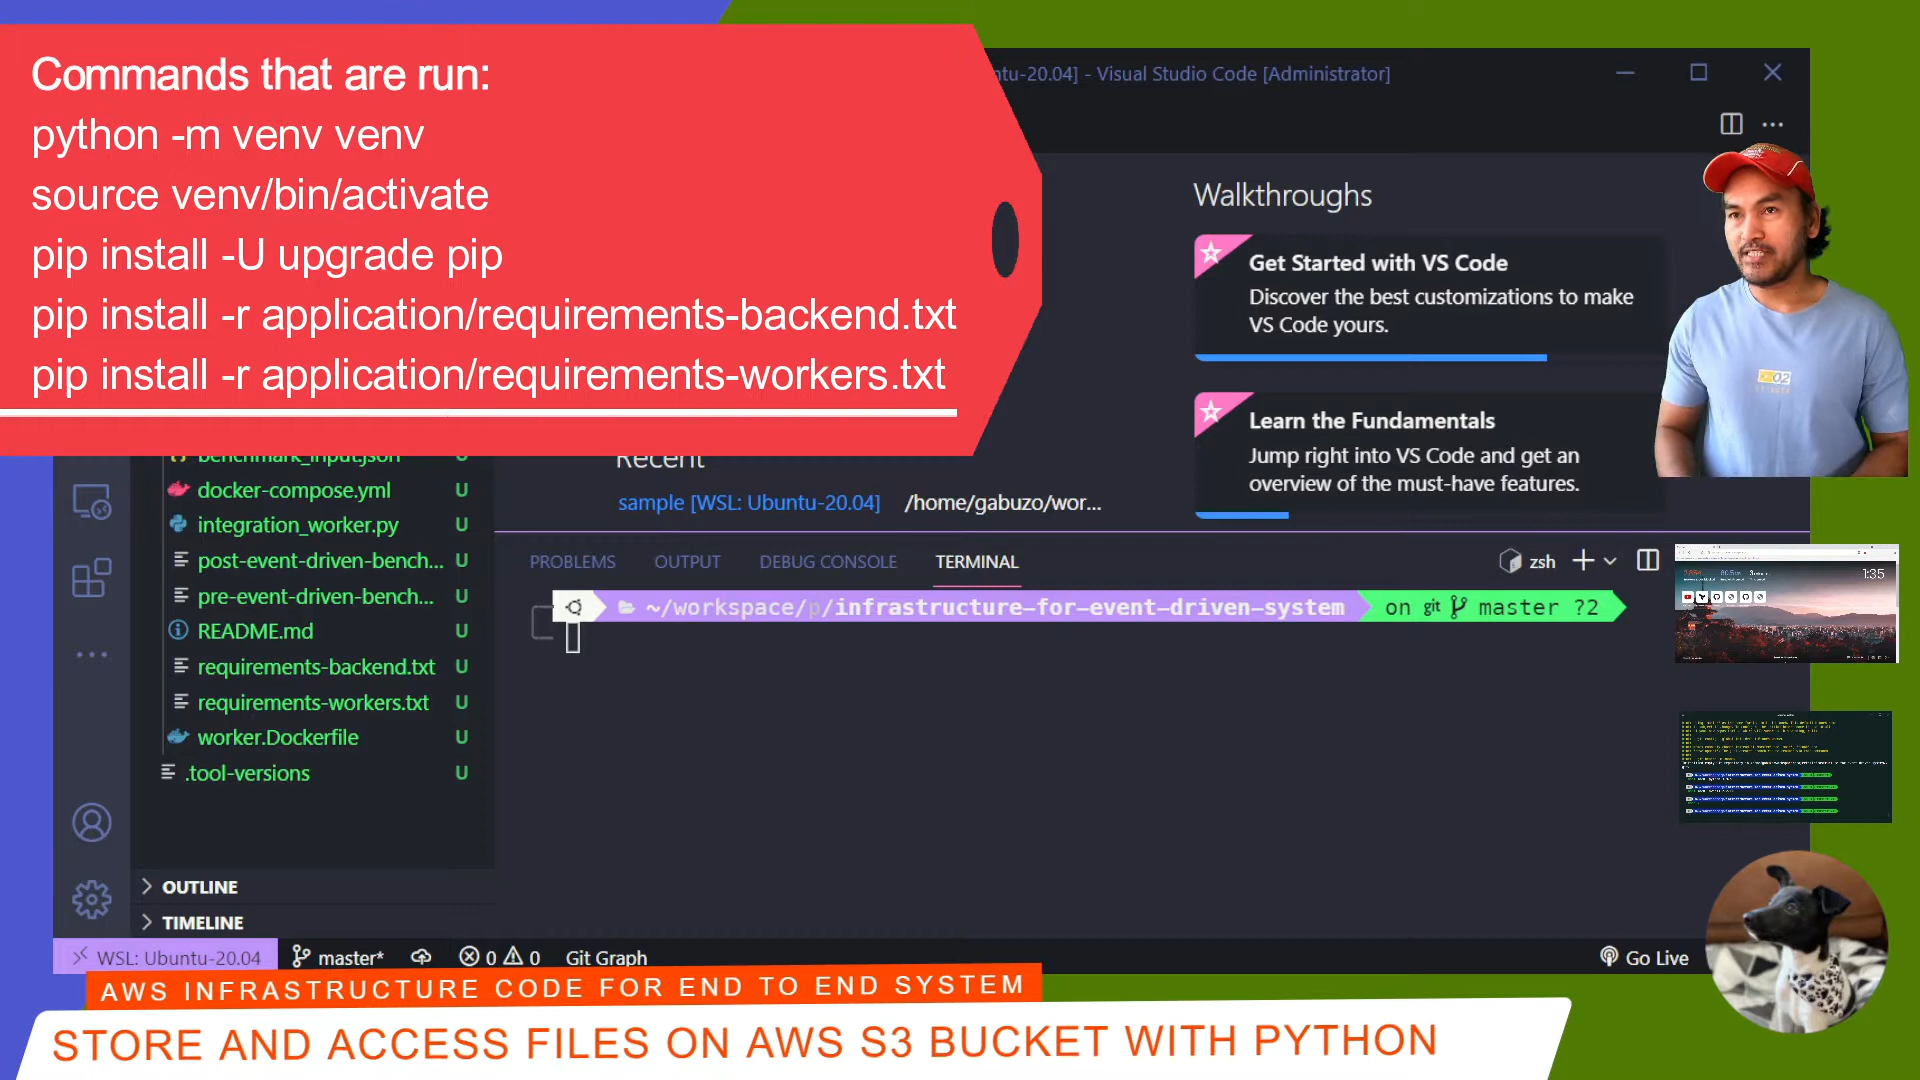 Commands that are run:
python -m venv venv
source venv/bin/activate
pip install -U upgrade pip
pip install -r application/requirements-backend.txt
pip install -r application/requirements-workers.txt
ntu-20.04] - Visual Studio Code [Administrator]
Walkthroughs
Get Started with VS Code
Discover the best customizations to make
VS Code yours.
Learn the Fundamentals
Jump right into VS Code and get an
overview of the must-have features.
Recent
sample [WSL: Ubuntu-20.04] /home/gabuzo/wor...
benchmark_input.json U
docker-compose.yml U
integration_worker.py U
post-event-driven-bench... U
pre-event-driven-bench... U
README.md U
requirements-backend.txt U
requirements-workers.txt U
worker.Dockerfile U
.tool-versions U
OUTLINE
TIMELINE
PROBLEMS OUTPUT DEBUG CONSOLE TERMINAL zsh
~/workspace/p/infrastructure-for-event-driven-system on git master ?2
1:35
WSL: Ubuntu-20.04 master* 0 0 Git Graph Go Live
AWS INFRASTRUCTURE CODE FOR END TO END SYSTEM
STORE AND ACCESS FILES ON AWS S3 BUCKET WITH PYTHON